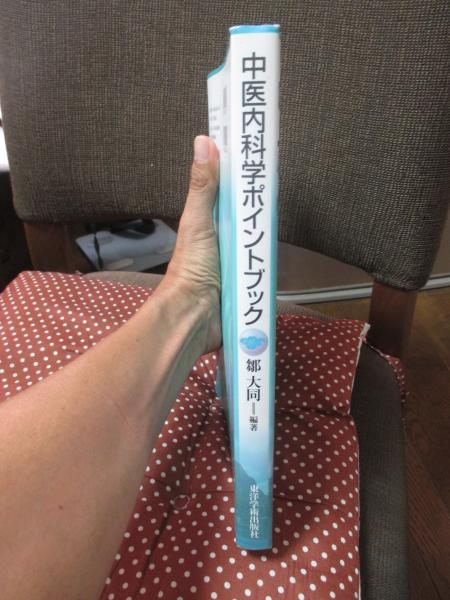 中医内科学ポイントブック
鄒 大同=編著
東洋学術出版社